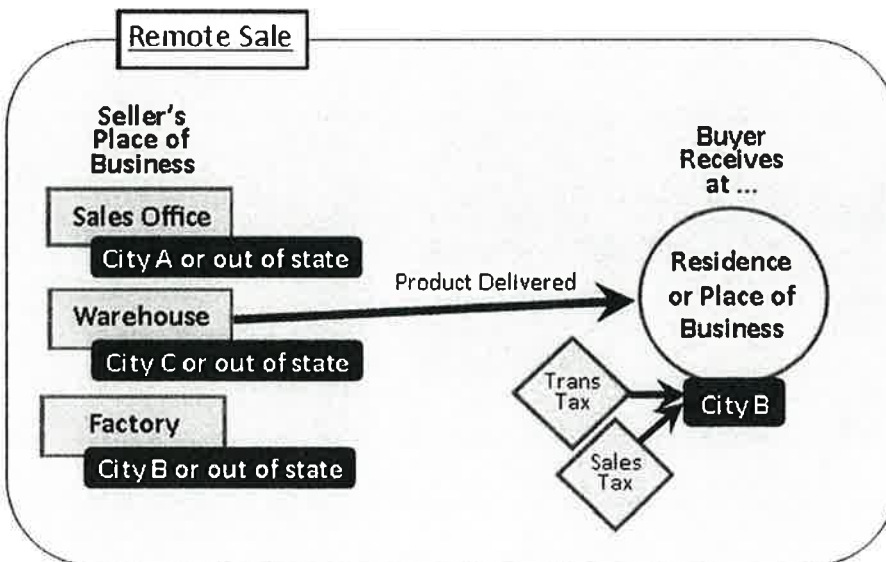 Remote Sale
Seller's
Place of
Business
Sales Office
City A or out of state
Warehouse
City C or out of state
Factory
City B or out of state
Product Delivered
Buyer
Receives
at ...
Residence
or Place of
Business
City B
Trans
Tax
Sales
Tax